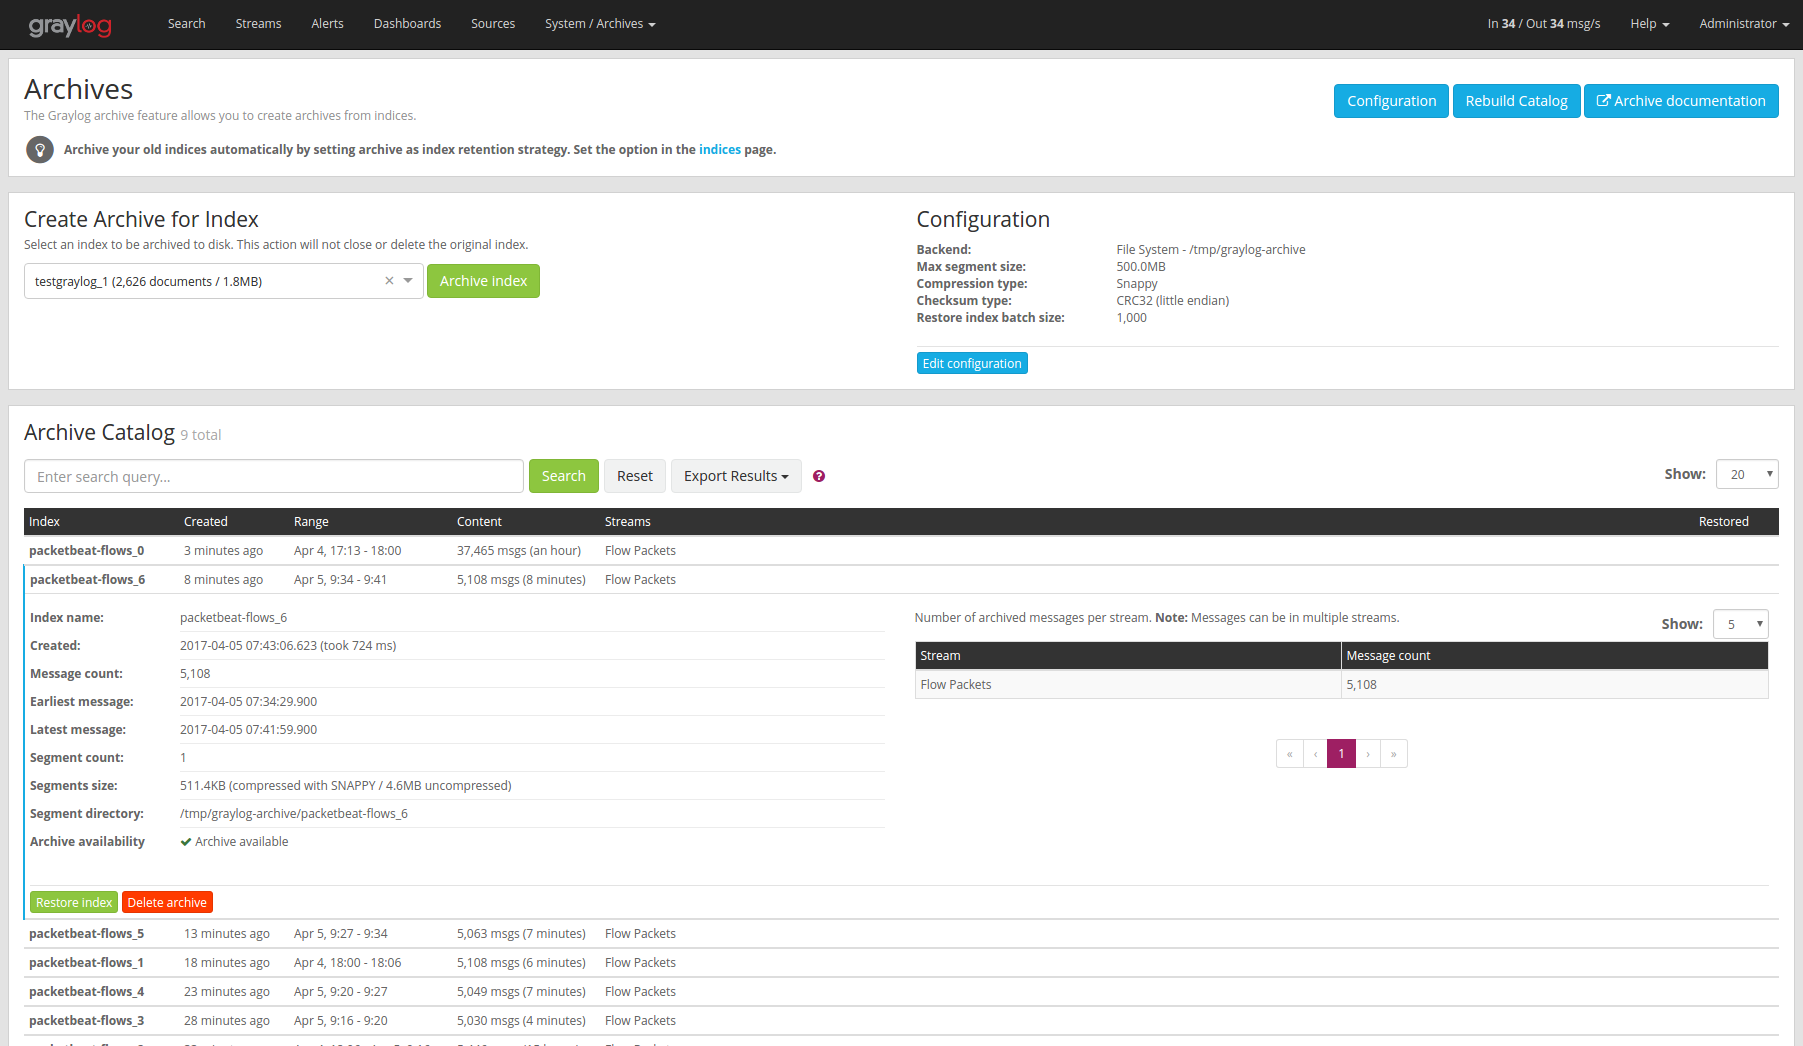 graylog Search Streams Alerts Dashboards Sources System / Archives In 34 / Out 34 msg/s Help Administrator
Archives
The Graylog archive feature allows you to create archives from indices.
Configuration Rebuild Catalog Archive documentation
Archive your old indices automatically by setting archive as index retention strategy. Set the option in the indices page.
Create Archive for Index
Select an index to be archived to disk. This action will not close or delete the original index.
testgraylog_1 (2,626 documents / 1.8MB) × Archive Index
Configuration
Backend: File System - /tmp/graylog-archive
Max segment size: 500.0MB
Compression type: Snappy
Checksum type: CRC32 (little endian)
Restore index batch size: 1,000
Edit configuration
Archive Catalog 9 total
Enter search query... Search Reset Export Results ? Show: 20
Index Created Range Content Streams Restored
packetbeat-flows_0 3 minutes ago Apr 4, 17:13 - 18:00 37,465 msgs (an hour) Flow Packets
packetbeat-flows_6 8 minutes ago Apr 5, 9:34 - 9:41 5,108 msgs (8 minutes) Flow Packets
Index name: packetbeat-flows_6
Created: 2017-04-05 07:43:06.623 (took 724 ms)
Message count: 5,108
Earliest message: 2017-04-05 07:34:29.900
Latest message: 2017-04-05 07:41:59.900
Segment count: 1
Segments size: 511.4KB (compressed with SNAPPY / 4.6MB uncompressed)
Segment directory: /tmp/graylog-archive/packetbeat-flows_6
Archive availability Archive available
Number of archived messages per stream. Note: Messages can be in multiple streams.
Show: 5
Stream Message count
Flow Packets 5,108
« ‹ 1 › »
Restore index Delete archive
packetbeat-flows_5 13 minutes ago Apr 5, 9:27 - 9:34 5,063 msgs (7 minutes) Flow Packets
packetbeat-flows_1 18 minutes ago Apr 4, 18:00 - 18:06 5,108 msgs (6 minutes) Flow Packets
packetbeat-flows_4 23 minutes ago Apr 5, 9:20 - 9:27 5,049 msgs (7 minutes) Flow Packets
packetbeat-flows_3 28 minutes ago Apr 5, 9:16 - 9:20 5,030 msgs (4 minutes) Flow Packets